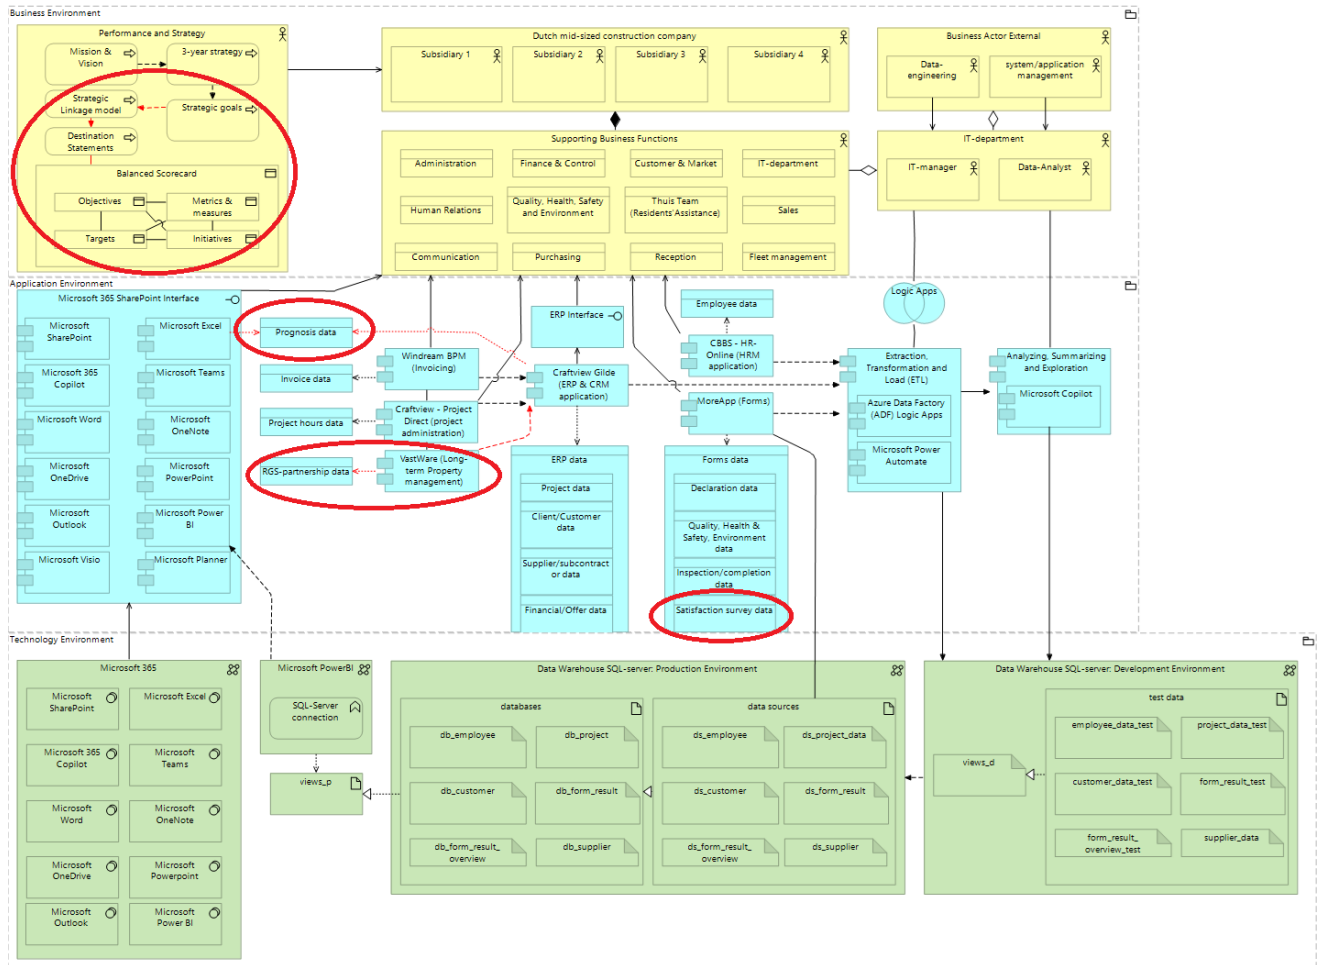 Business Environment
Performance and Strategy
Mission &
Vision
3-year strategy
Strategic
Linkage model
Strategic goals
Destination
Statements
Balanced Scorecard
Objectives
Metrics &
measures
Targets
Initiatives
Dutch mid-sized construction company
Subsidiary 1
Subsidiary 2
Subsidiary 3
Subsidiary 4
Business Actor External
Data-
engineering
system/application
management
Supporting Business Functions
Administration
Finance & Control
Customer & Market
IT-department
Human Relations
Quality, Health, Safety
and Environment
Thuis Team
(Residents'Assistance)
Sales
Communication
Purchasing
Reception
Fleet management
IT-department
IT-manager
Data-Analyst
Application Environment
Microsoft 365 SharePoint Interface
Microsoft
SharePoint
Microsoft Excel
Microsoft 365
Copilot
Microsoft Teams
Microsoft Word
Microsoft
OneNote
Microsoft
OneDrive
Microsoft
PowerPoint
Microsoft
Outlook
Microsoft Power
BI
Microsoft Visio
Microsoft Planner
Prognosis data
Invoice data
Project hours data
RGS-partnership data
Windream BPM
(Invoicing)
Craftview - Project
Direct (project
administration)
VastWare (Long-
term Property
management)
ERP Interface
Craftview Gilde
(ERP & CRM
application)
ERP data
Project data
Client/Customer
data
Supplier/subcontract
or data
Financial/Offer data
Employee data
CBBS - HR-
Online (HRM
application)
MoreApp (Forms)
Forms data
Declaration data
Quality, Health &
Safety, Environment
data
Inspection/completion
data
Satisfaction survey data
Logic Apps
Extraction,
Transformation and
Load (ETL)
Azure Data Factory
(ADF) Logic Apps
Microsoft Power
Automate
Analyzing, Summarizing
and Exploration
Microsoft Copilot
Technology Environment
Microsoft 365
Microsoft
SharePoint
Microsoft Excel
Microsoft 365
Copilot
Microsoft
Teams
Microsoft
Word
Microsoft
OneNote
Microsoft
OneDrive
Microsoft
Powerpoint
Microsoft
Outlook
Microsoft
Power BI
Microsoft PowerBI
SQL-Server
connection
views_p
Data Warehouse SQL-server: Production Environment
databases
db_employee
db_project
db_customer
db_form_result
db_form_result_
overview
db_supplier
data sources
ds_employee
ds_project_data
ds_customer
ds_form_result
ds_form_result_
overview
ds_supplier
Data Warehouse SQL-server: Development Environment
views_d
test data
employee_data_test
project_data_test
customer_data_test
form_result_test
form_result_
overview_test
supplier_data